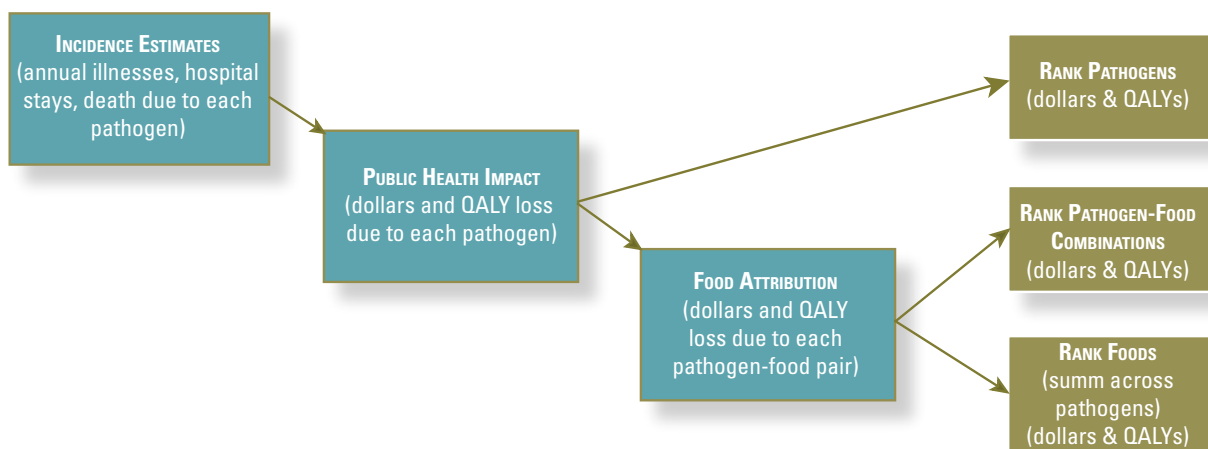 Incidence Estimates
(annual illnesses, hospital
stays, death due to each
pathogen)
Public Health Impact
(dollars and QALY loss
due to each pathogen)
Food Attribution
(dollars and QALY
loss due to each
pathogen-food pair)
Rank Pathogens
(dollars & QALYs)
Rank Pathogen-Food
Combinations
(dollars & QALYs)
Rank Foods
(summ across
pathogens)
(dollars & QALYs)